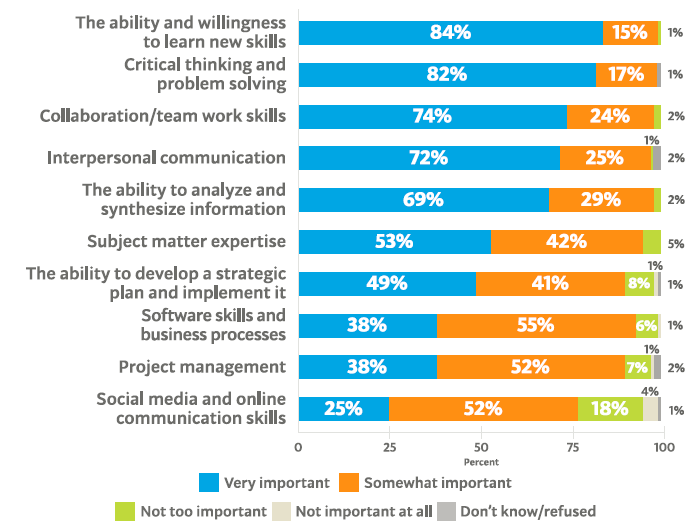 The ability and willingness
to learn new skills
84% 15% 1%
Critical thinking and
problem solving
82% 17% 1%
Collaboration/team work skills
74% 24% 2%
1%
Interpersonal communication
72% 25% 2%
The ability to analyze and
synthesize information
69% 29% 2%
Subject matter expertise
53% 42% 5%
1%
The ability to develop a strategic
plan and implement it
49% 41% 8% 1%
Software skills and
business processes
38% 55% 6% 1%
1%
Project management
38% 52% 7% 2%
4%
Social media and online
communication skills
25% 52% 18% 1%
0 25 50 75 100
Percent
Very important Somewhat important
Not too important Not important at all Don't know/refused